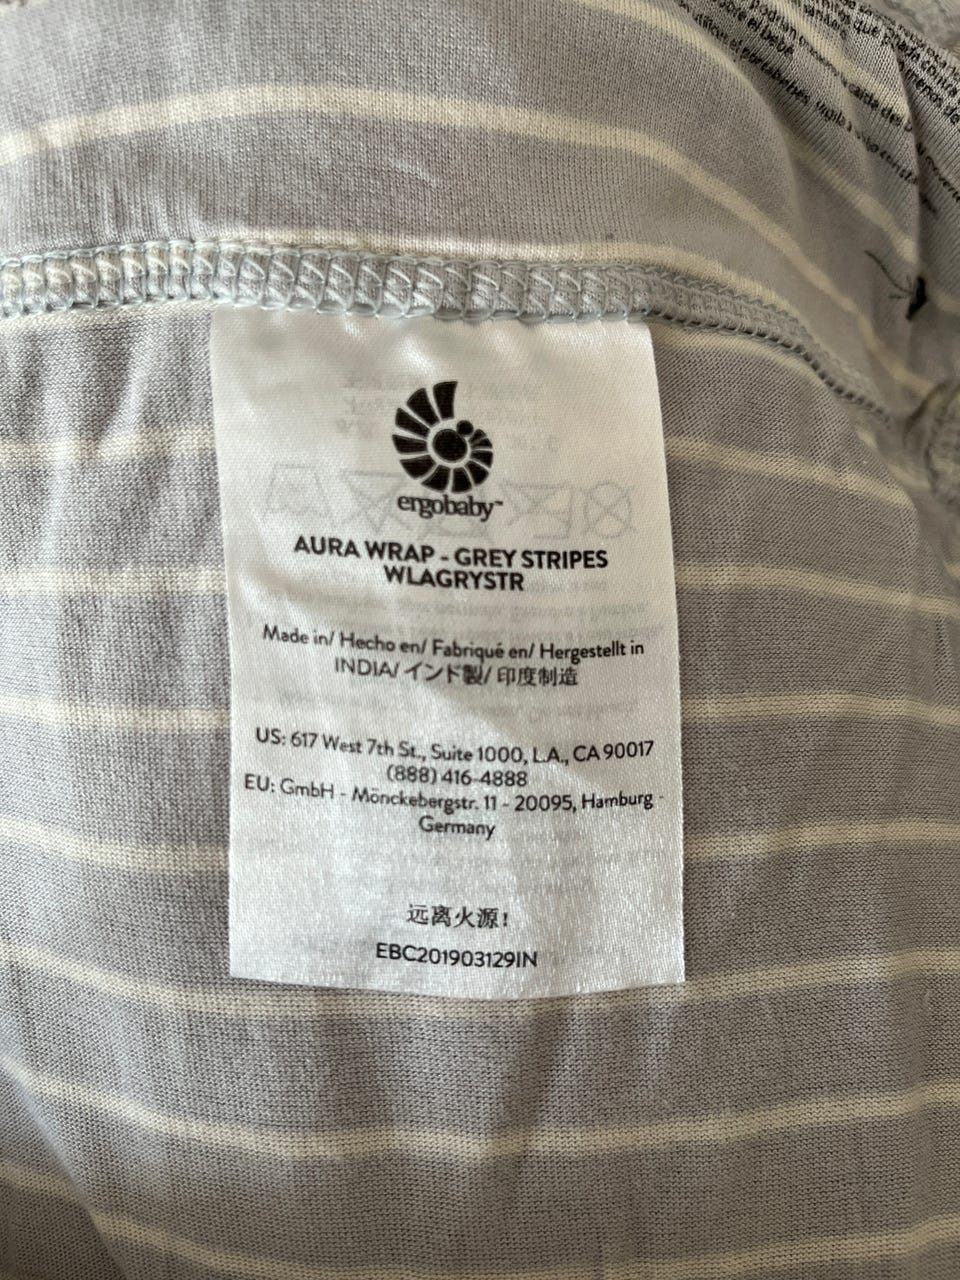 ergobaby™
AURA WRAP - GREY STRIPES
WLAGRYSTR
Made in/ Hecho en/ Fabriqué en/ Hergestellt in
INDIA/ インド製/ 印度制造
US: 617 West 7th St., Suite 1000, L.A., CA 90017
(888) 416-4888
EU: GmbH - Mönckebergstr. 11 - 20095, Hamburg -
Germany
远离火源!
EBC201903129IN